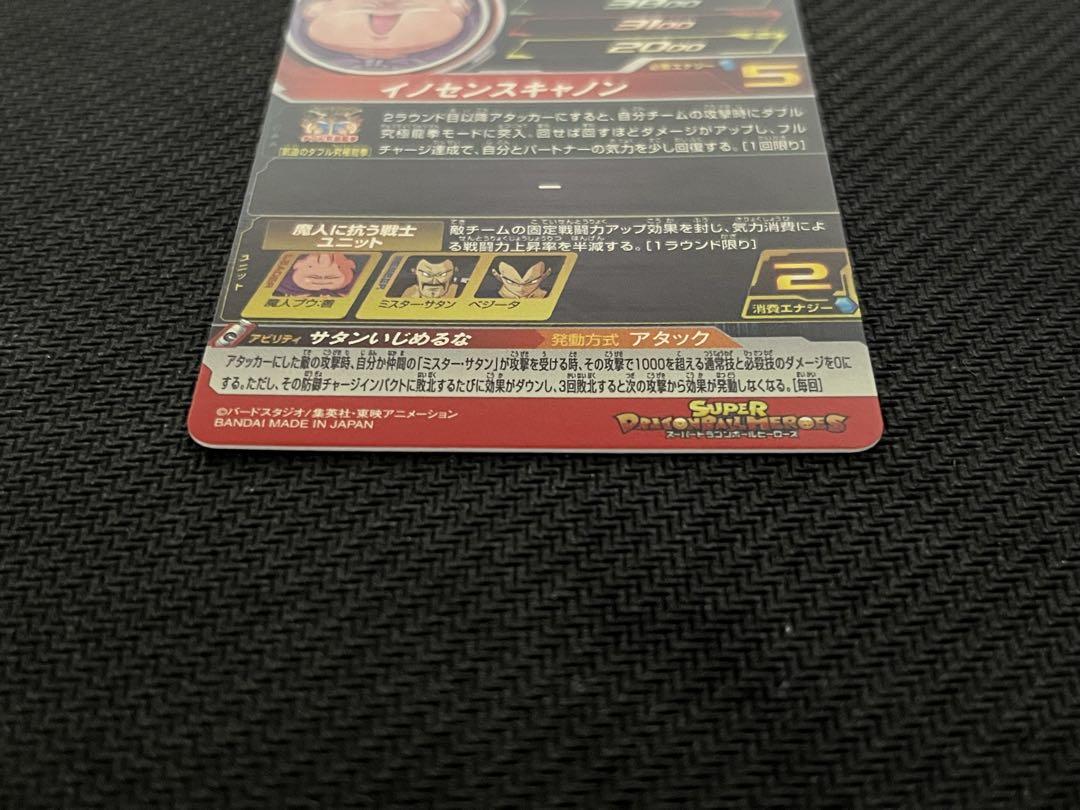 3800
3100
2000
必要エナジー 5
イノセンスキャノン
2ラウンド目以降アタッカーにすると、自分チームの攻撃時にダブル
究極龍拳モードに突入、回せば回すほどダメージがアップし、フル
チャージ達成で、自分とパートナーの気力を少し回復する。[1回限り]
ー
ユニット
魔人に抗う戦士
ユニット
敵チームの固定戦闘力アップ効果を封じ、気力消費によ
る戦闘力上昇率を半減する。[1ラウンド限り]
魔人ブウ:善
ミスター・サタン
ベジータ
2
消費エナジー
アビリティ サタンいじめるな 発動方式 アタック
アタッカーにした敵の攻撃時、自分か仲間の「ミスター・サタン」が攻撃を受ける時、その攻撃で1000を超える通常技と必殺技のダメージを0に
する。ただし、その防御チャージインパクトに敗北するたびに効果がダウンし、3回敗北すると次の攻撃から効果が発動しなくなる。[毎回]
©バードスタジオ/集英社・東映アニメーション
BANDAI MADE IN JAPAN
SUPER
DRAGONBALL HEROES
スーパードラゴンボールヒーローズ